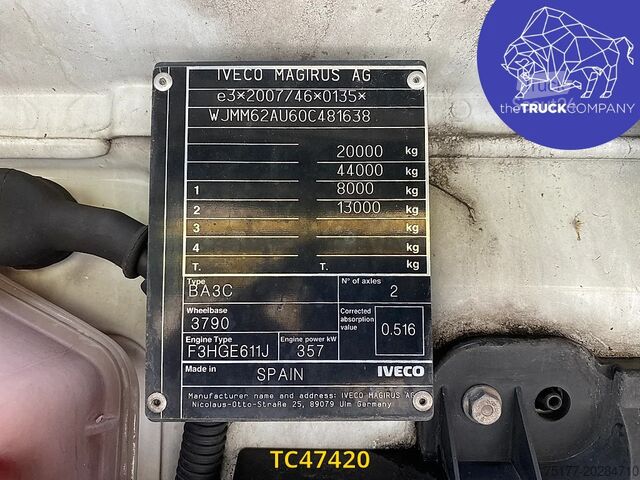 IVECO MAGIRUS AG
e3*2007/46*0135*
WJMM62AU60C481638
20000 kg
44000 kg
1 8000 kg
2 13000 kg
3 kg
4 kg
T. T. kg
Type BA3C N° of axles 2
Wheelbase 3790 Corrected absorption value 0.516
Engine Type F3HGE611J Engine power kW 357
Made in SPAIN IVECO
Manufacturer name and address: IVECO MAGIRUS AG
Nicolaus-Otto-Straße 25, 89079 Ulm Germany
theTRUCKCOMPANY
TC47420
75177-20284710